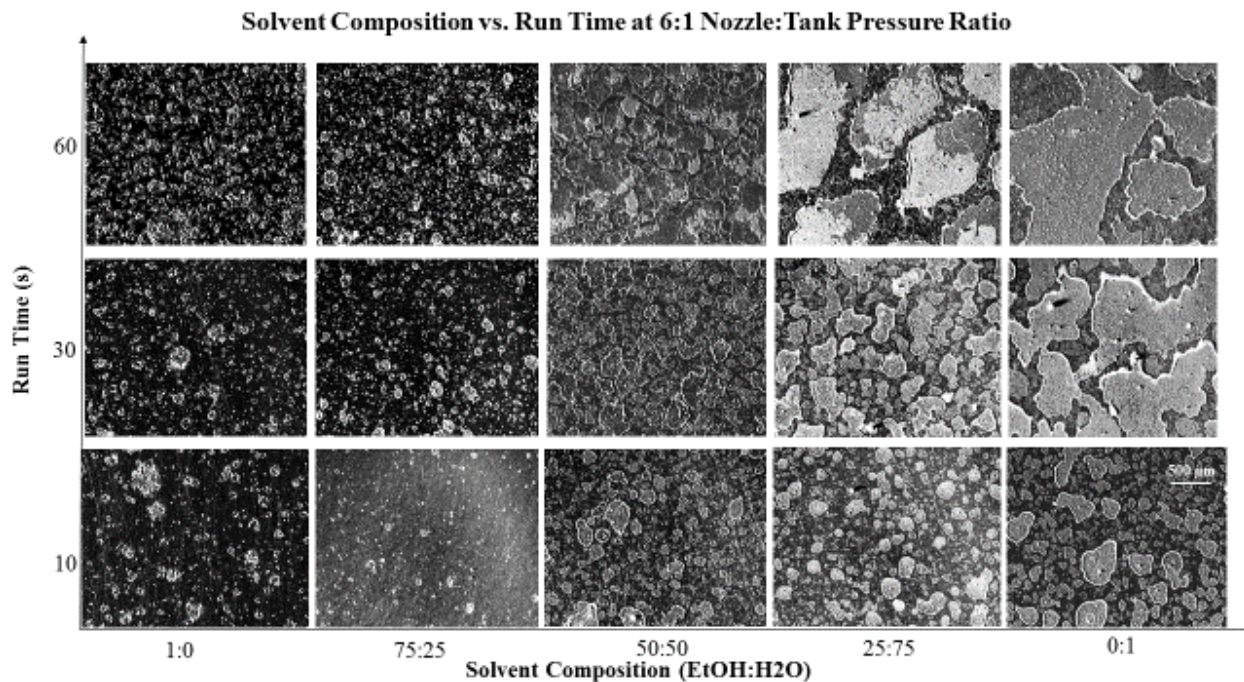 Solvent Composition vs. Run Time at 6:1 Nozzle:Tank Pressure Ratio
Run Time (s)
60
30
10
500 µm
1:0
75:25
50:50
25:75
0:1
Solvent Composition (EtOH:H2O)